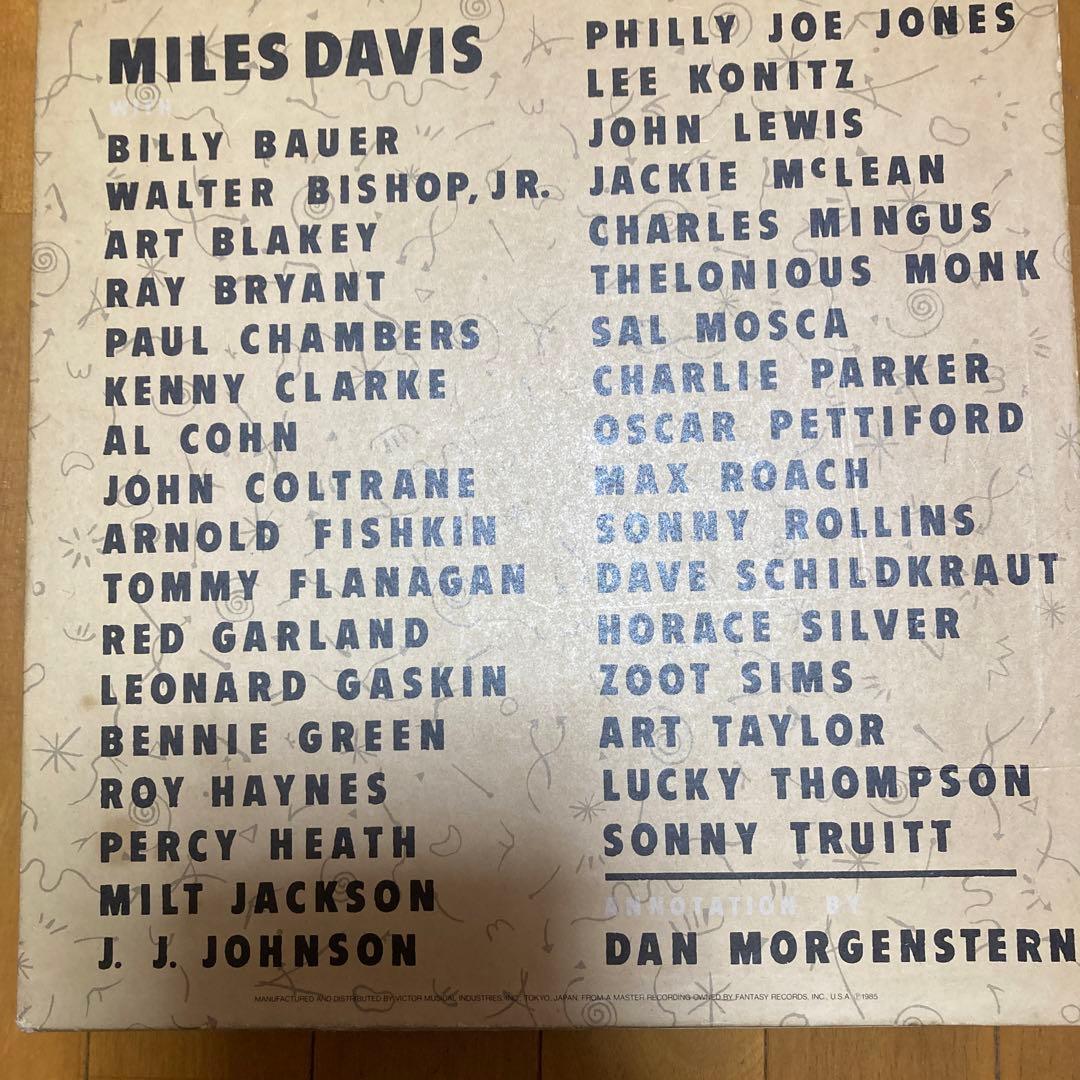 MILES DAVIS
WITH
BILLY BAUER
WALTER BISHOP, JR.
ART BLAKEY
RAY BRYANT
PAUL CHAMBERS
KENNY CLARKE
AL COHN
JOHN COLTRANE
ARNOLD FISHKIN
TOMMY FLANAGAN
RED GARLAND
LEONARD GASKIN
BENNIE GREEN
ROY HAYNES
PERCY HEATH
MILT JACKSON
J. J. JOHNSON
PHILLY JOE JONES
LEE KONITZ
JOHN LEWIS
JACKIE McLEAN
CHARLES MINGUS
THELONIOUS MONK
SAL MOSCA
CHARLIE PARKER
OSCAR PETTIFORD
MAX ROACH
SONNY ROLLINS
DAVE SCHILDKRAUT
HORACE SILVER
ZOOT SIMS
ART TAYLOR
LUCKY THOMPSON
SONNY TRUITT
ANNOTATION BY
DAN MORGENSTERN
MANUFACTURED AND DISTRIBUTED BY VICTOR MUSICAL INDUSTRIES, INC., TOKYO, JAPAN. FROM A MASTER RECORDING OWNED BY FANTASY RECORDS, INC., U.S.A. ℗1985